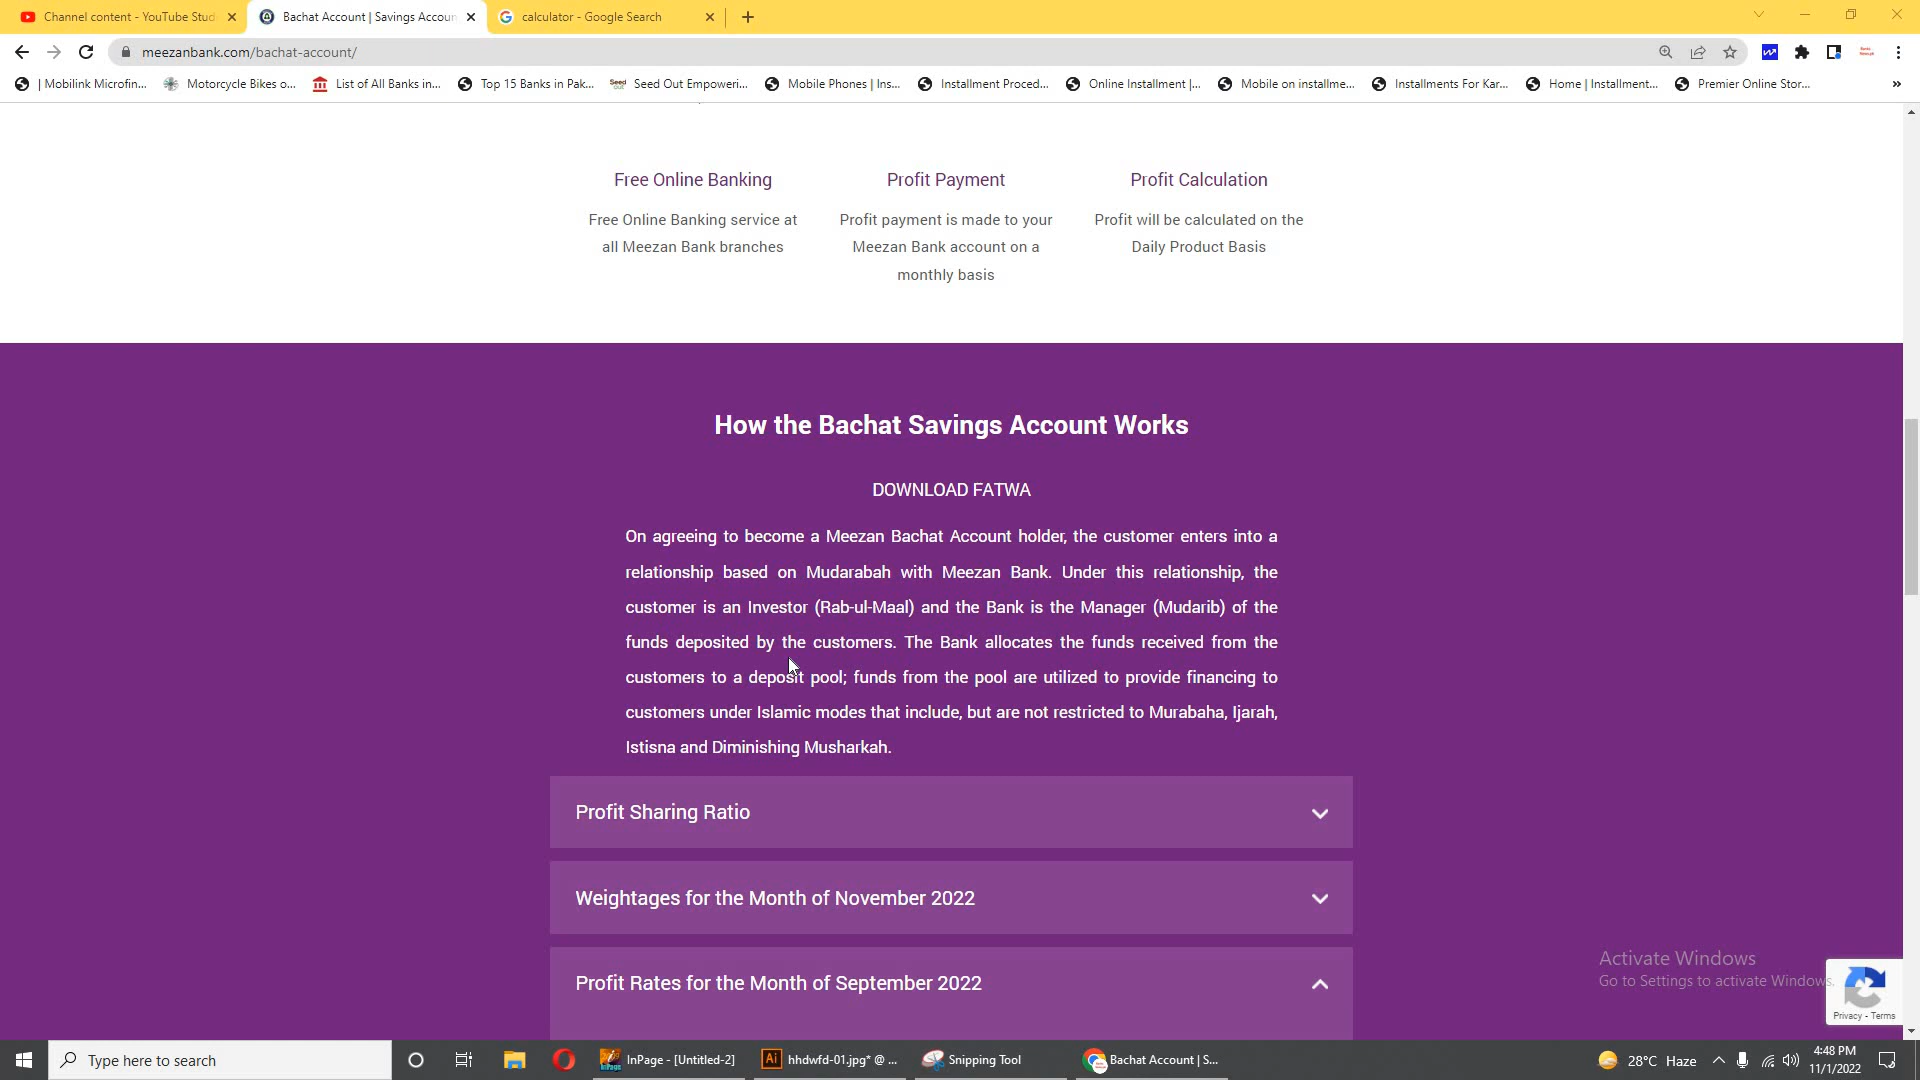 Channel content - YouTube Stud
Bachat Account | Savings Accoun
calculator - Google Search
meezanbank.com/bachat-account/
| Mobilink Microfin...
Motorcycle Bikes o...
List of All Banks in...
Top 15 Banks in Pak...
Seed Out Empoweri...
Mobile Phones | Ins...
Installment Proced...
Online Installment |...
Mobile on installme...
Installments For Kar...
Home | Installment...
Premier Online Stor...
»
Free Online Banking
Free Online Banking service at
all Meezan Bank branches
Profit Payment
Profit payment is made to your
Meezan Bank account on a
monthly basis
Profit Calculation
Profit will be calculated on the
Daily Product Basis
How the Bachat Savings Account Works
DOWNLOAD FATWA
On agreeing to become a Meezan Bachat Account holder, the customer enters into a
relationship based on Mudarabah with Meezan Bank. Under this relationship, the
customer is an Investor (Rab-ul-Maal) and the Bank is the Manager (Mudarib) of the
funds deposited by the customers. The Bank allocates the funds received from the
customers to a deposit pool; funds from the pool are utilized to provide financing to
customers under Islamic modes that include, but are not restricted to Murabaha, Ijarah,
Istisna and Diminishing Musharkah.
Profit Sharing Ratio
Weightages for the Month of November 2022
Profit Rates for the Month of September 2022
Activate Windows
Go to Settings to activate Windows.
Privacy - Terms
Type here to search
InPage - [Untitled-2]
Ai
hhdwfd-01.jpg* @ ...
Snipping Tool
Bachat Account | S...
28°C Haze
4:48 PM
11/1/2022